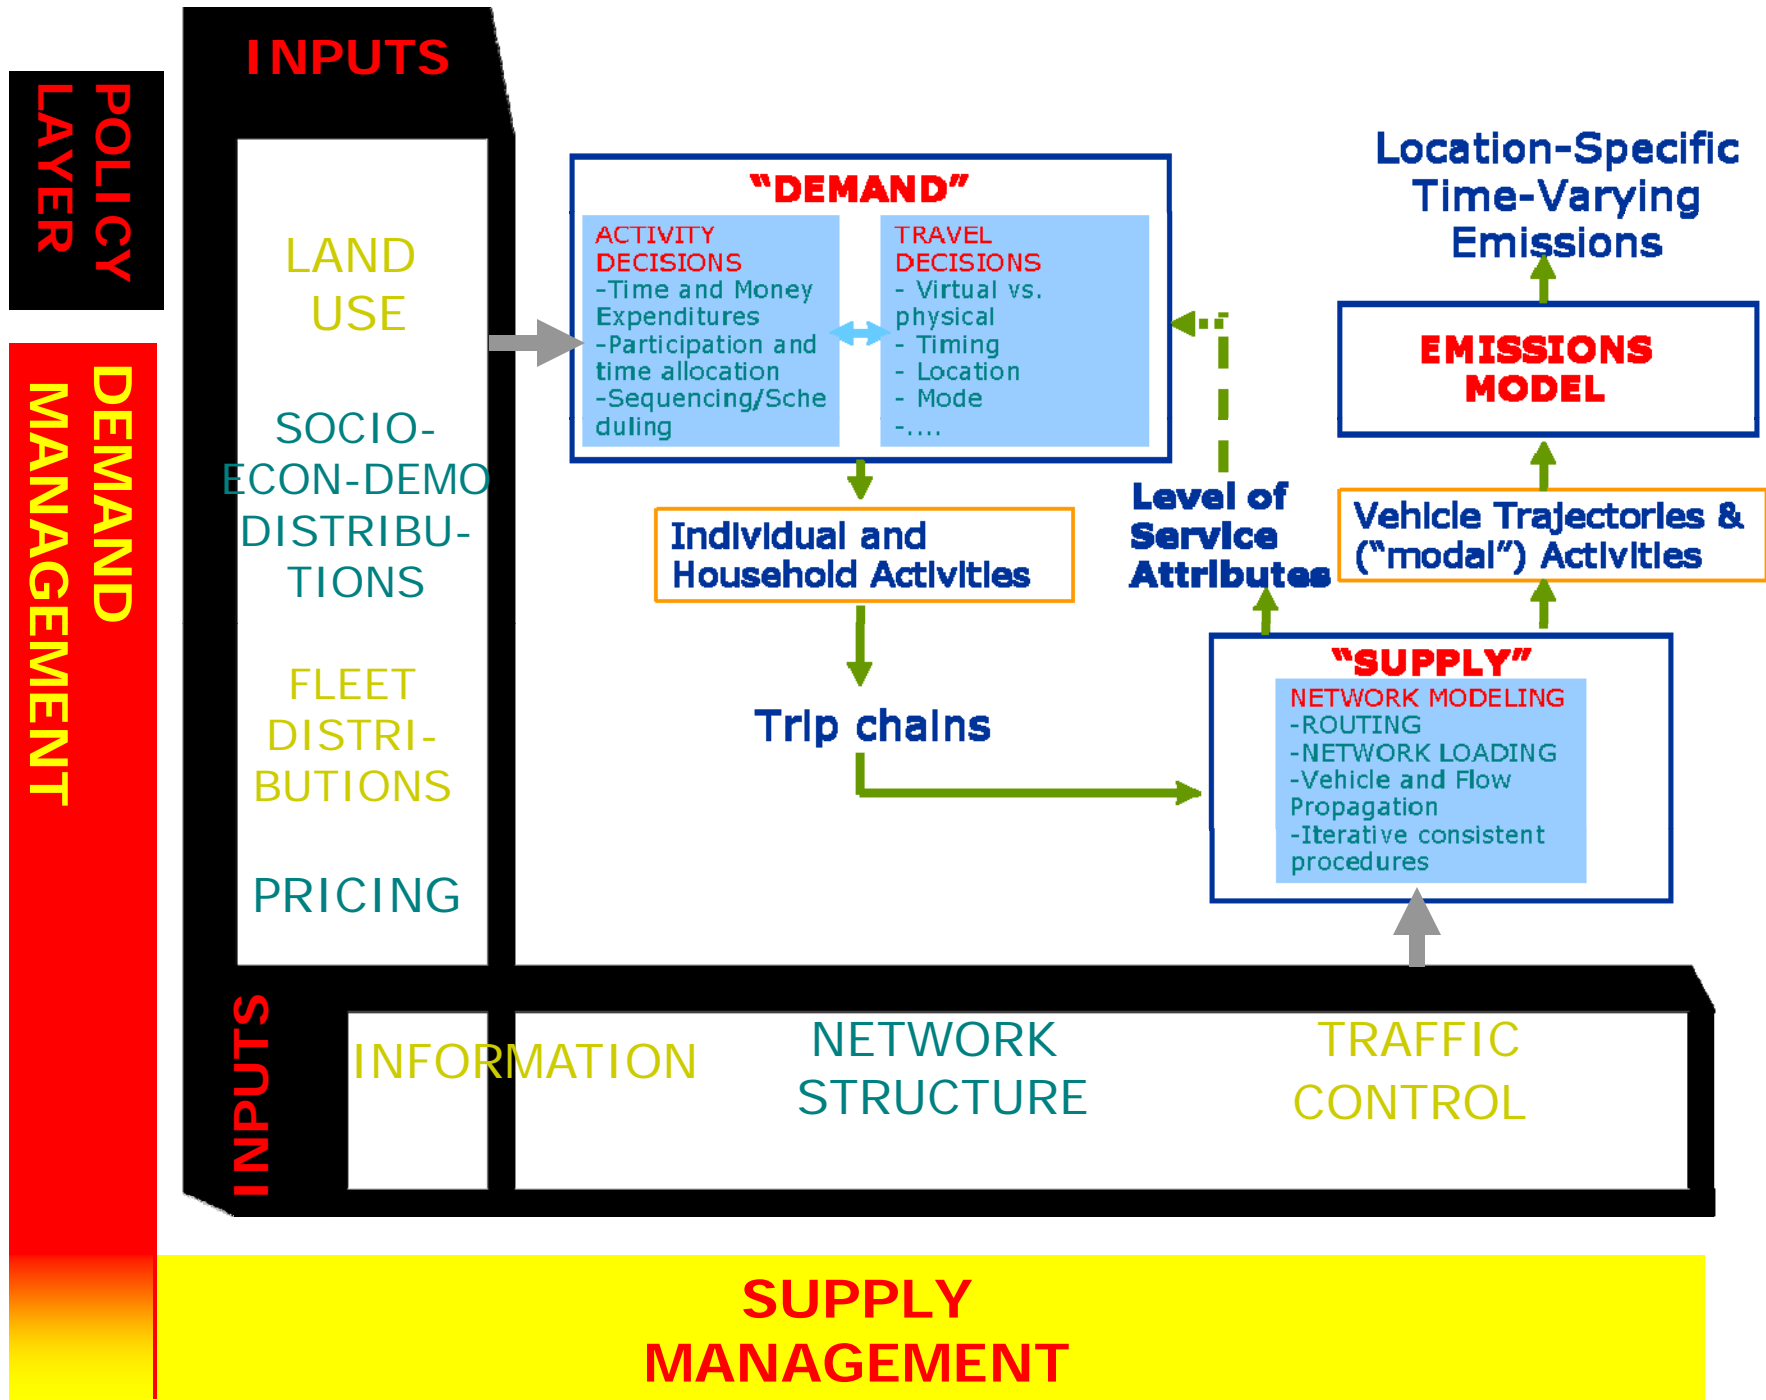 INPUTS
POLICY
LAYER
DEMAND
MANAGEMENT
LAND
USE
SOCIO-
ECON-DEMO
DISTRIBU-
TIONS
FLEET
DISTRI-
BUTIONS
PRICING
"DEMAND"
ACTIVITY
DECISIONS
-Time and Money
Expenditures
-Participation and
time allocation
-Sequencing/Sche
duling
TRAVEL
DECISIONS
- Virtual vs.
physical
- Timing
- Location
- Mode
-....
Individual and
Household Activities
Trip chains
Level of
Service
Attributes
Location-Specific
Time-Varying
Emissions
EMISSIONS
MODEL
Vehicle Trajectories &
("modal") Activities
"SUPPLY"
NETWORK MODELING
-ROUTING
-NETWORK LOADING
-Vehicle and Flow
Propagation
-Iterative consistent
procedures
INPUTS
INFORMATION
NETWORK
STRUCTURE
TRAFFIC
CONTROL
SUPPLY
MANAGEMENT